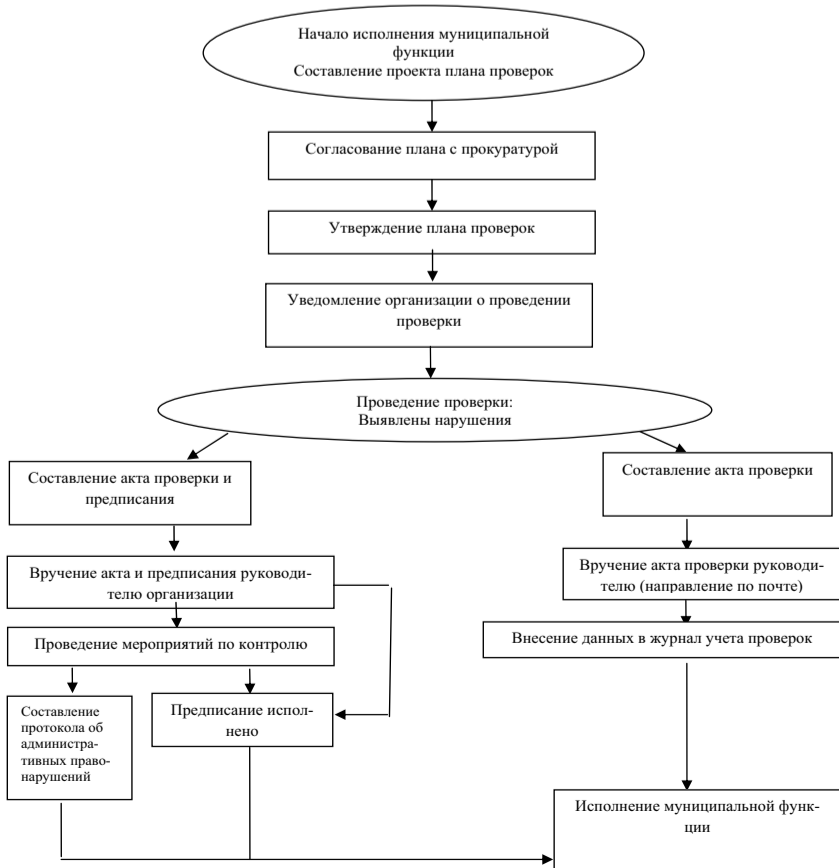 Начало исполнения муниципальной
функции
Составление проекта плана проверок
Согласование плана с прокуратурой
Утверждение плана проверок
Уведомление организации о проведении
проверки
Проведение проверки:
Выявлены нарушения
Составление акта проверки и
предписания
Вручение акта и предписания руководи-
телю организации
Проведение мероприятий по контролю
Составление
протокола об
административ-
тивных право-
нарушений
Предписание испол-
нено
Составление акта проверки
Вручение акта проверки руководи-
телю (направление по почте)
Внесение данных в журнал учета проверок
Исполнение муниципальной функ-
ции